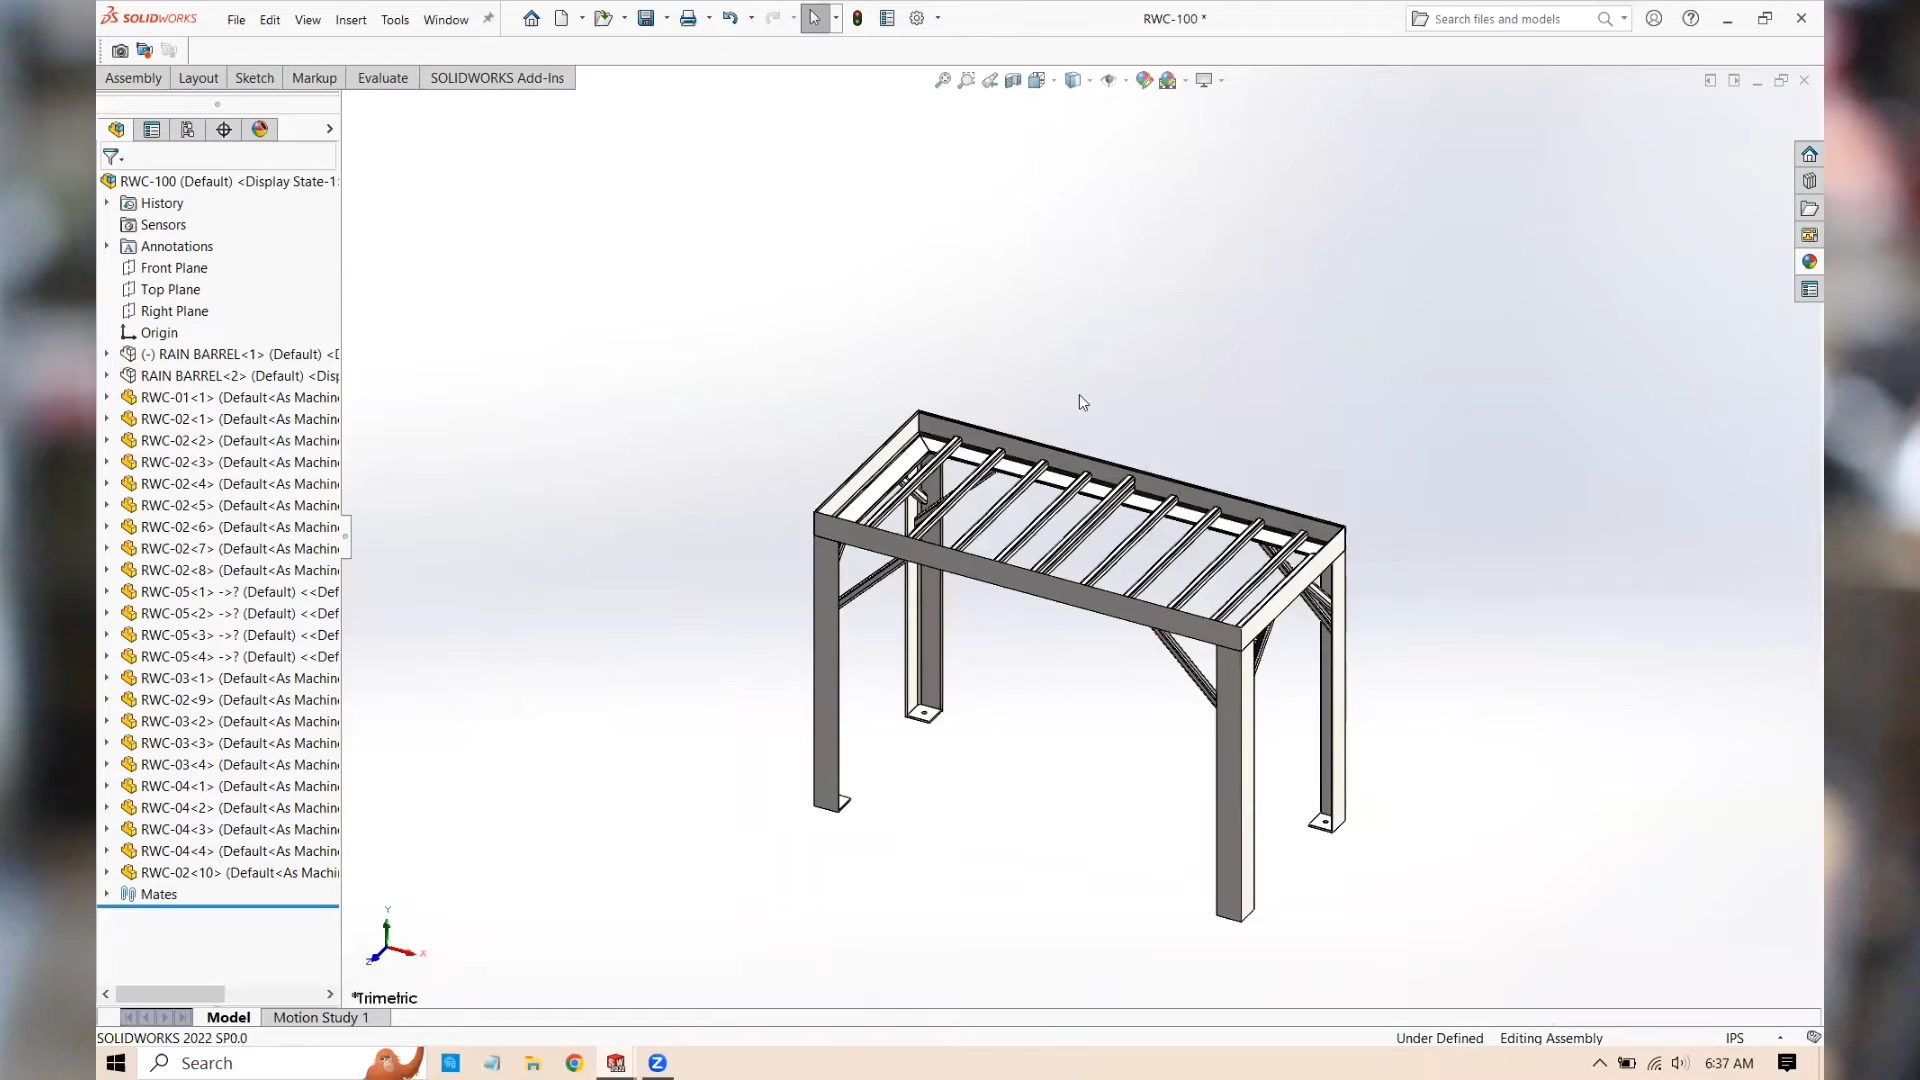 SOLIDWORKS File Edit View Insert Tools Window RWC-100 * Search files and models
Assembly Layout Sketch Markup Evaluate SOLIDWORKS Add-Ins
RWC-100 (Default) <Display State-1>
History
Sensors
Annotations
Front Plane
Top Plane
Right Plane
Origin
(-) RAIN BARREL<1> (Default) <D
RAIN BARREL<2> (Default) <Disp
RWC-01<1> (Default<As Machin
RWC-02<1> (Default<As Machin
RWC-02<2> (Default<As Machin
RWC-02<3> (Default<As Machin
RWC-02<4> (Default<As Machin
RWC-02<5> (Default<As Machin
RWC-02<6> (Default<As Machin
RWC-02<7> (Default<As Machin
RWC-02<8> (Default<As Machin
RWC-05<1> ->? (Default) <<Def
RWC-05<2> ->? (Default) <<Def
RWC-05<3> ->? (Default) <<Def
RWC-05<4> ->? (Default) <<Def
RWC-03<1> (Default<As Machin
RWC-02<9> (Default<As Machin
RWC-03<2> (Default<As Machin
RWC-03<3> (Default<As Machin
RWC-03<4> (Default<As Machin
RWC-04<1> (Default<As Machin
RWC-04<2> (Default<As Machin
RWC-04<3> (Default<As Machin
RWC-04<4> (Default<As Machin
RWC-02<10> (Default<As Machi
Mates
Y
X
Z
*Trimetric
Model Motion Study 1
SOLIDWORKS 2022 SP0.0 Under Defined Editing Assembly IPS
Search 6:37 AM